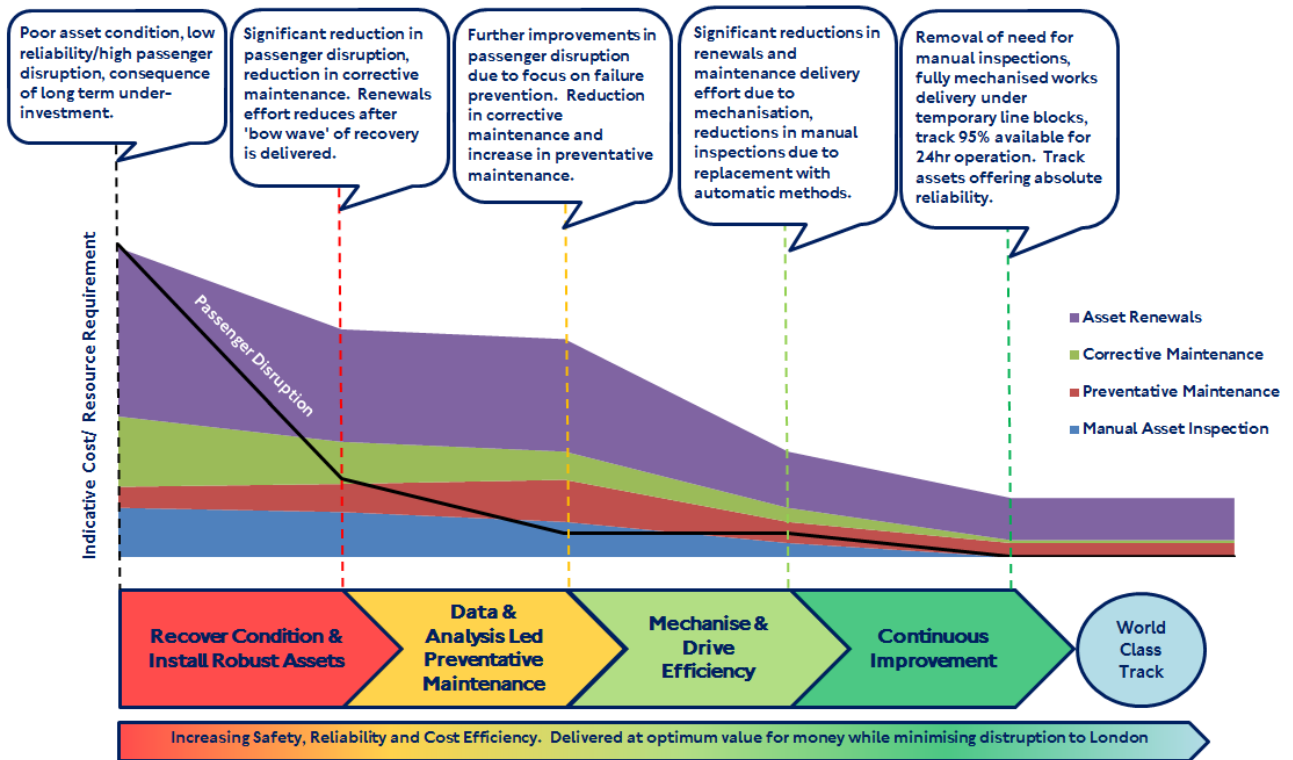 Poor asset condition, low
reliability/high passenger
disruption, consequence
of long term under-
investment.
Significant reduction in
passenger disruption,
reduction in corrective
maintenance. Renewals
effort reduces after
'bow wave' of recovery
is delivered.
Further improvements in
passenger disruption
due to focus on failure
prevention. Reduction
in corrective
maintenance and
increase in preventative
maintenance.
Significant reductions in
renewals and
maintenance delivery
effort due to
mechanisation,
reductions in manual
inspections due to
replacement with
automatic methods.
Removal of need for
manual inspections,
fully mechanised works
delivery under
temporary line blocks,
track 95% available for
24hr operation. Track
assets offering absolute
reliability.
Indicative Cost/ Resource Requirement
Passenger Disruption
Asset Renewals
Corrective Maintenance
Preventative Maintenance
Manual Asset Inspection
Recover Condition &
Install Robust Assets
Data &
Analysis Led
Preventative
Maintenance
Mechanise &
Drive
Efficiency
Continuous
Improvement
World
Class
Track
Increasing Safety, Reliability and Cost Efficiency. Delivered at optimum value for money while minimising distruption to London